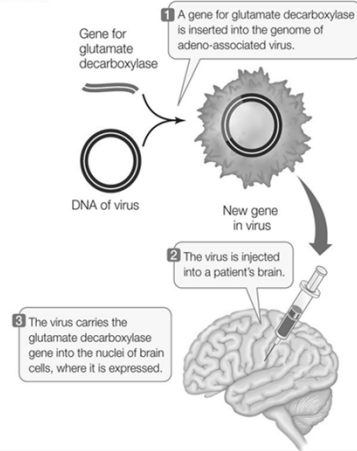 1 A gene for glutamate decarboxylase
is inserted into the genome of
adeno-associated virus.
Gene for
glutamate
decarboxylase
DNA of virus
New gene
in virus
2 The virus is injected
into a patient's brain.
3 The virus carries the
glutamate decarboxylase
gene into the nuclei of brain
cells, where it is expressed.